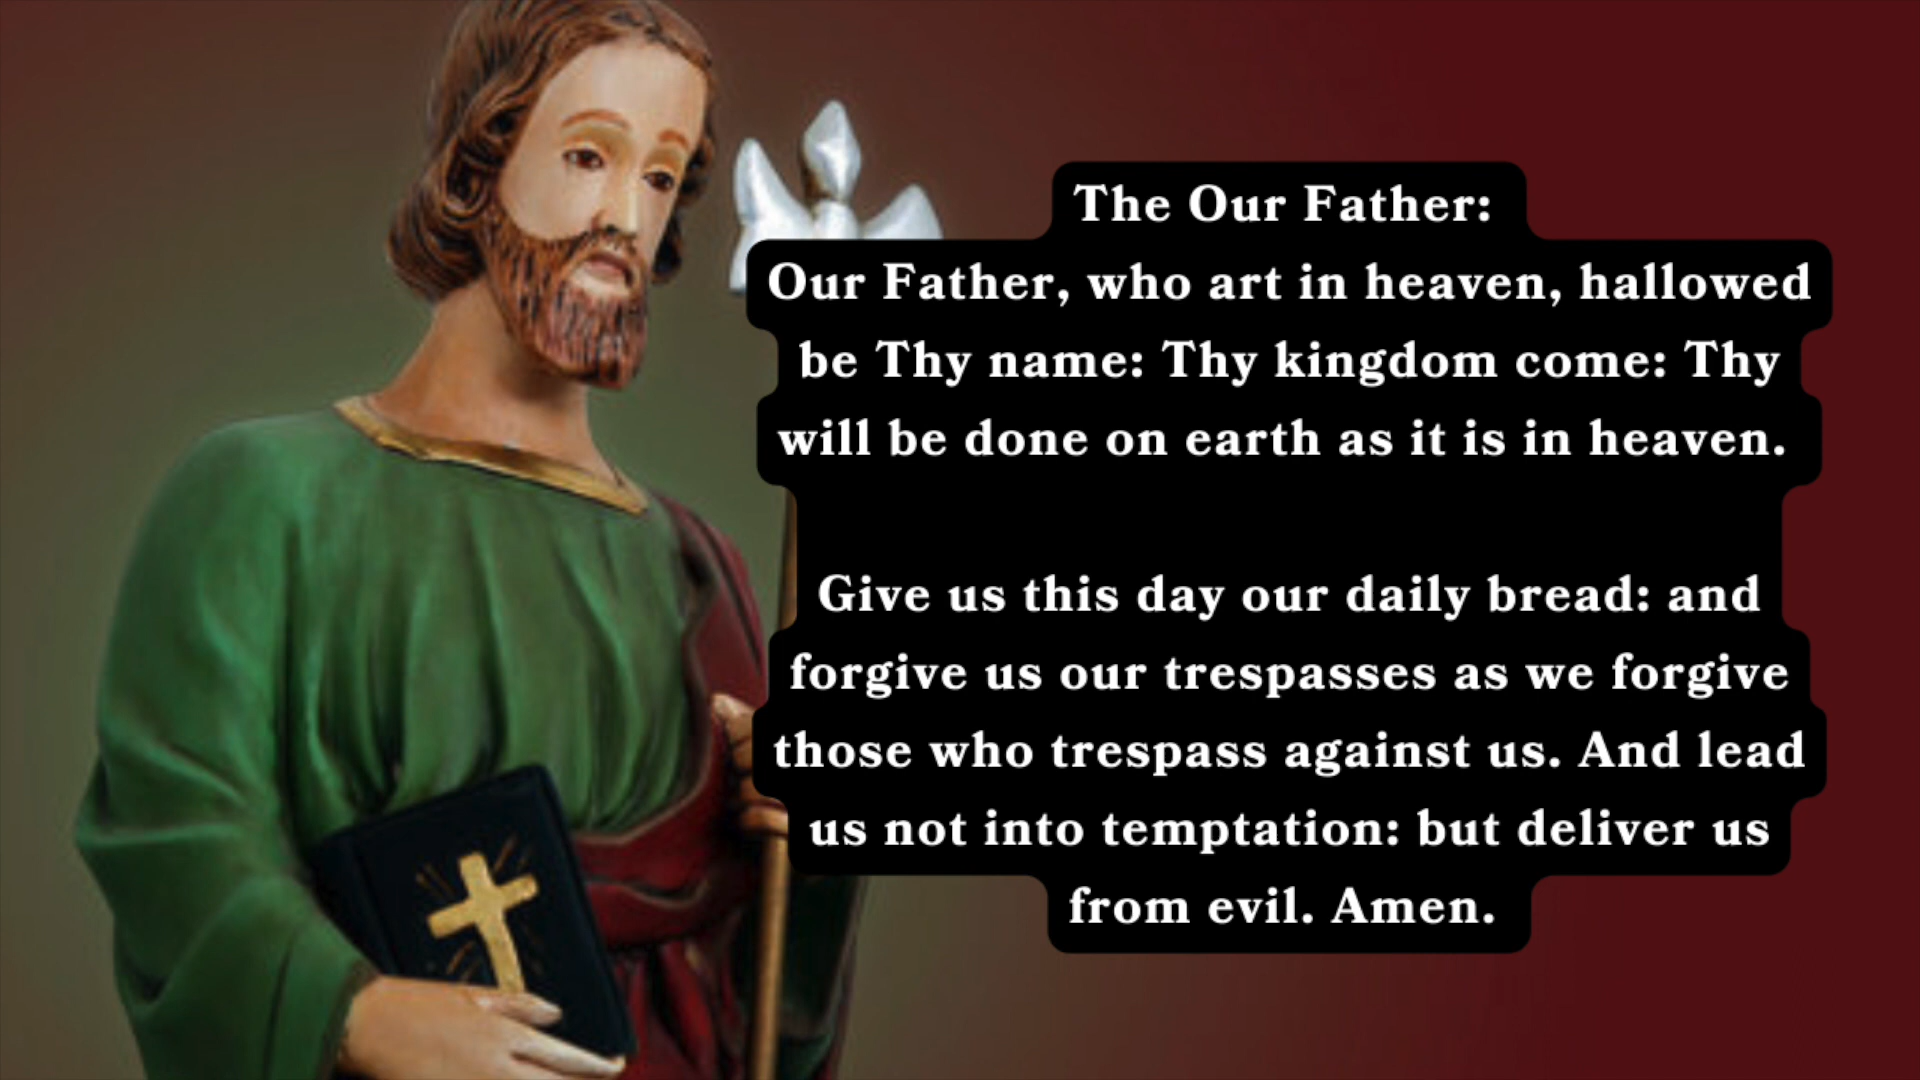 The Our Father:
Our Father, who art in heaven, hallowed
be Thy name: Thy kingdom come: Thy
will be done on earth as it is in heaven.
Give us this day our daily bread: and
forgive us our trespasses as we forgive
those who trespass against us. And lead
us not into temptation: but deliver us
from evil. Amen.